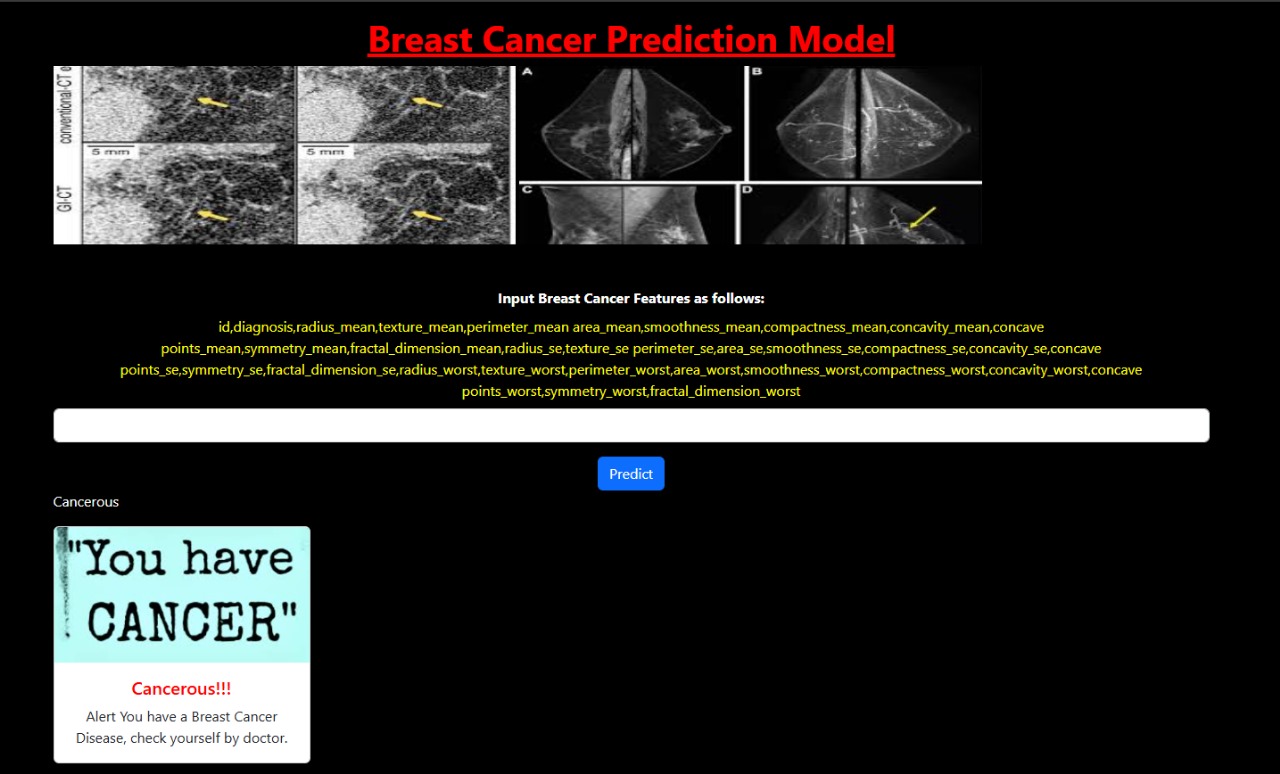 Breast Cancer Prediction Model
conventional-CT e
GI-CT
5 mm
5 mm
A
B
C
D
Input Breast Cancer Features as follows:
id,diagnosis,radius_mean,texture_mean,perimeter_mean area_mean,smoothness_mean,compactness_mean,concavity_mean,concave
points_mean,symmetry_mean,fractal_dimension_mean,radius_se,texture_se perimeter_se,area_se,smoothness_se,compactness_se,concavity_se,concave
points_se,symmetry_se,fractal_dimension_se,radius_worst,texture_worst,perimeter_worst,area_worst,smoothness_worst,compactness_worst,concavity_worst,concave
points_worst,symmetry_worst,fractal_dimension_worst
Predict
Cancerous
"You have
CANCER"
Cancerous!!!
Alert You have a Breast Cancer
Disease, check yourself by doctor.